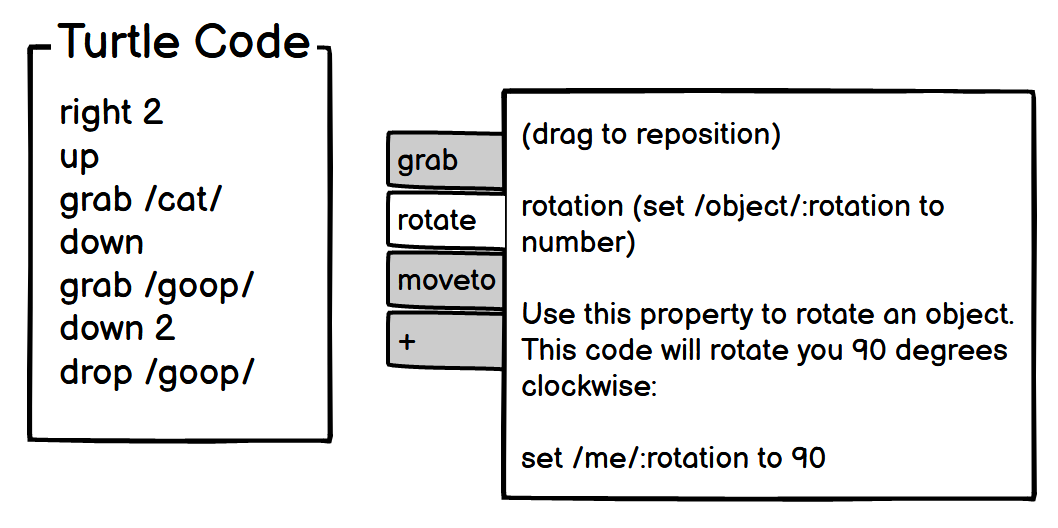 Turtle Code
right 2
up
grab /cat/
down
grab /goop/
down 2
drop /goop/
grab
rotate
moveto
+
(drag to reposition)
rotation (set /object/:rotation to
number)
Use this property to rotate an object.
This code will rotate you 90 degrees
clockwise:
set /me/:rotation to 90